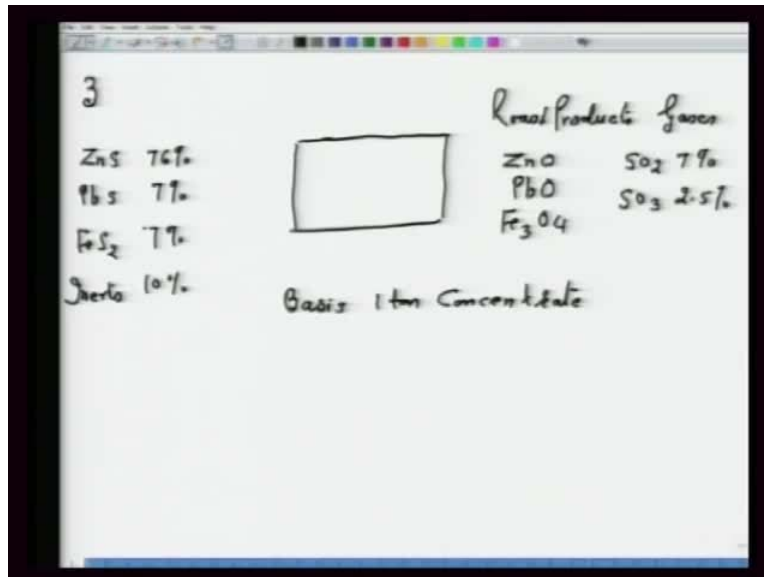 3
Roast Products Gases
ZnS 76%
PbS 7%
FeS2 7%
Inerts 10%
ZnO
PbO
Fe3O4
SO2 7%
SO3 2.5%
Basis 1 ton Concentrate